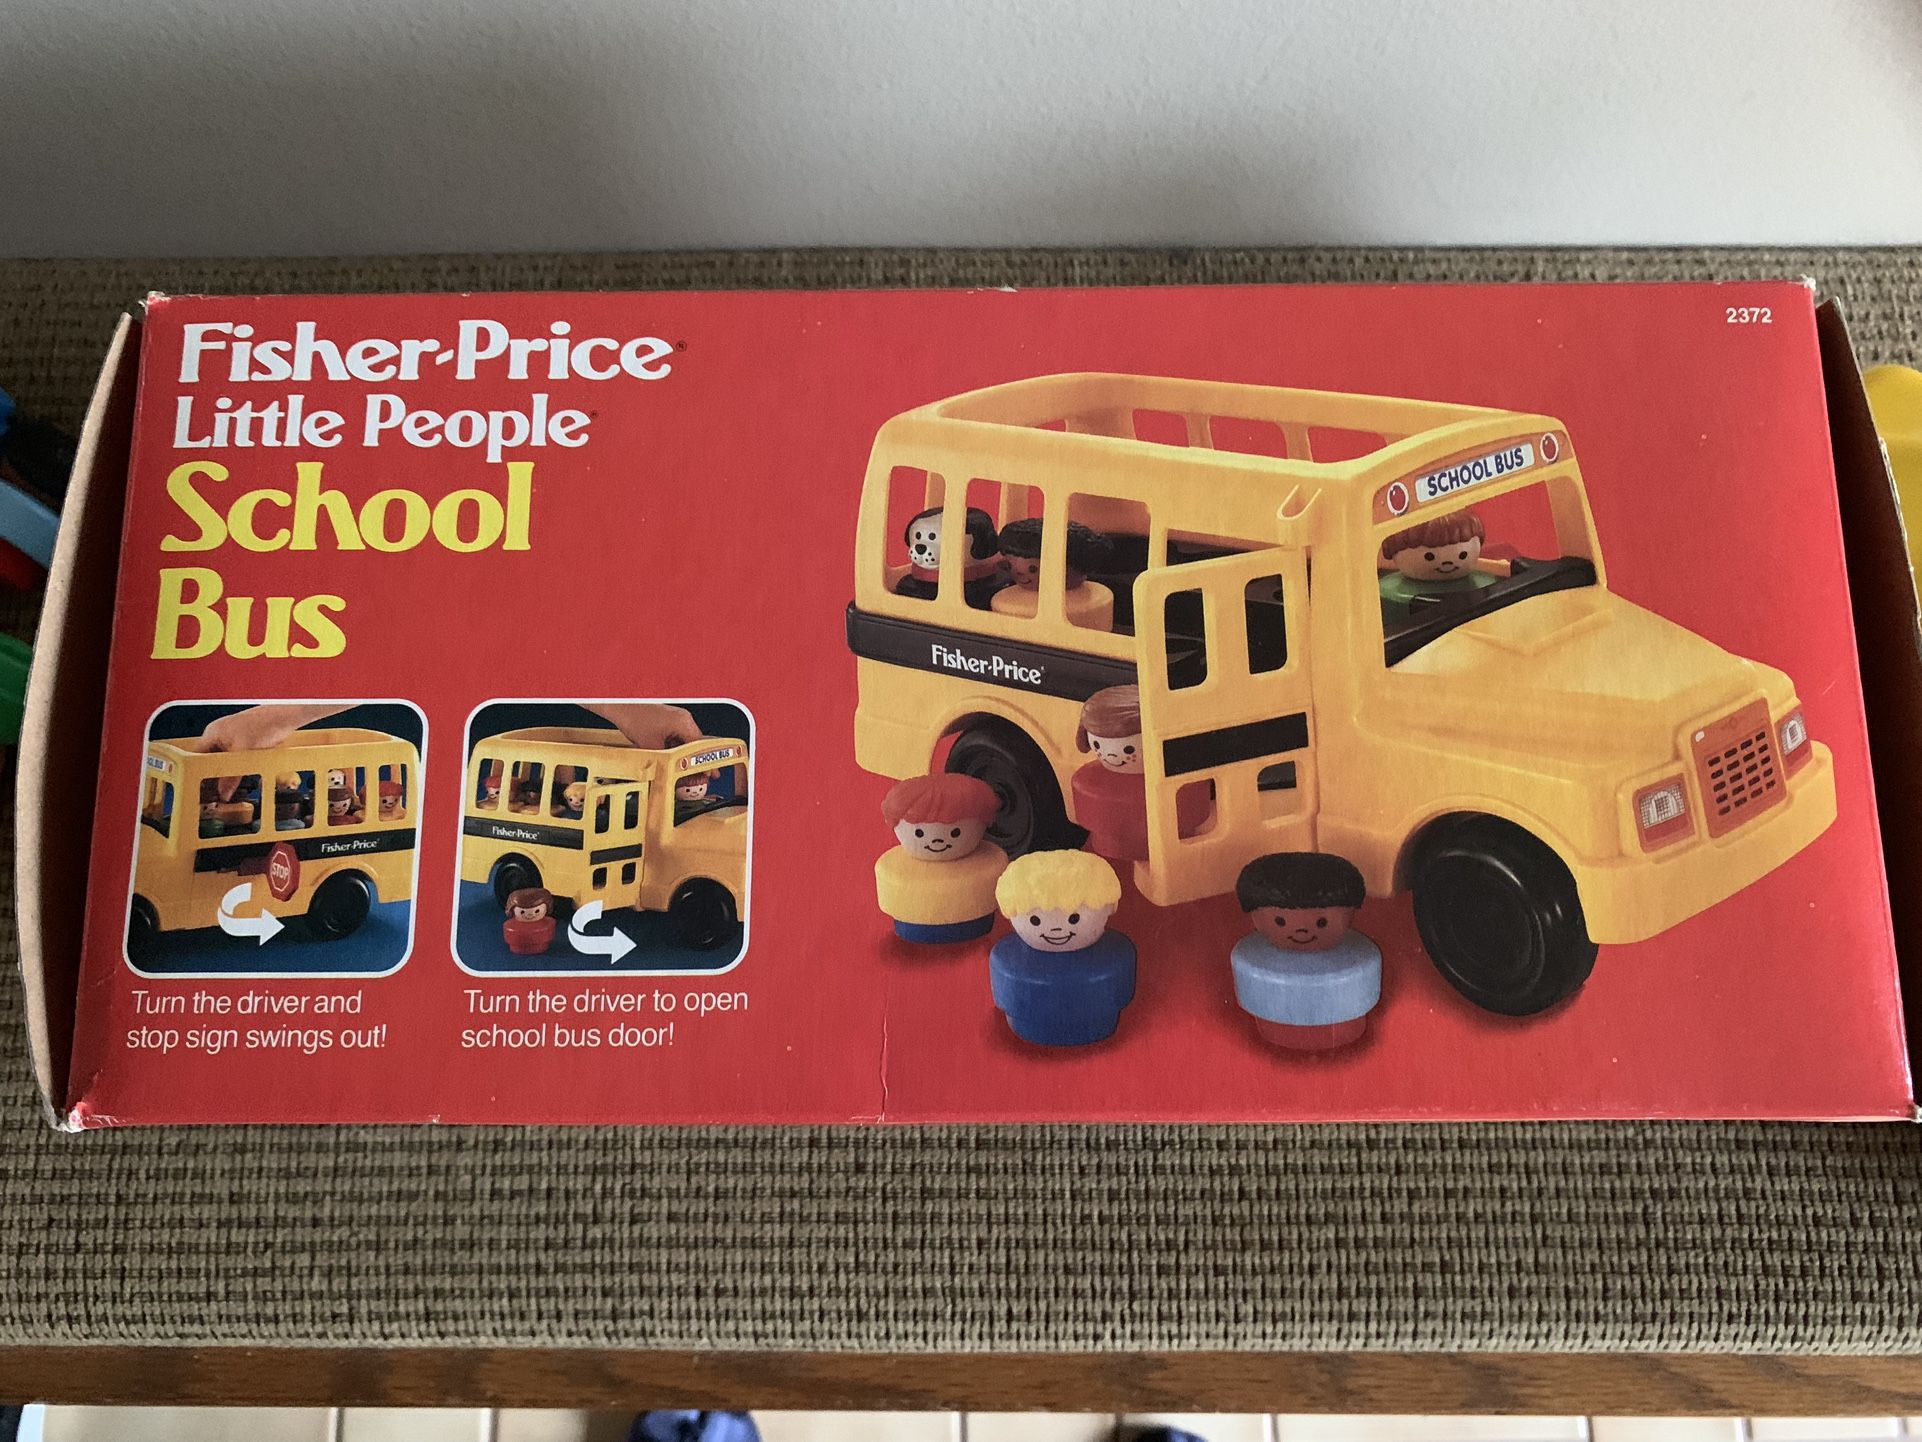 Fisher-Price®
Little People®
School
Bus
2372
SCHOOL BUS
Fisher-Price®
Fisher-Price®
STOP
Turn the driver and
stop sign swings out!
SCHOOL BUS
Fisher-Price®
Turn the driver to open
school bus door!